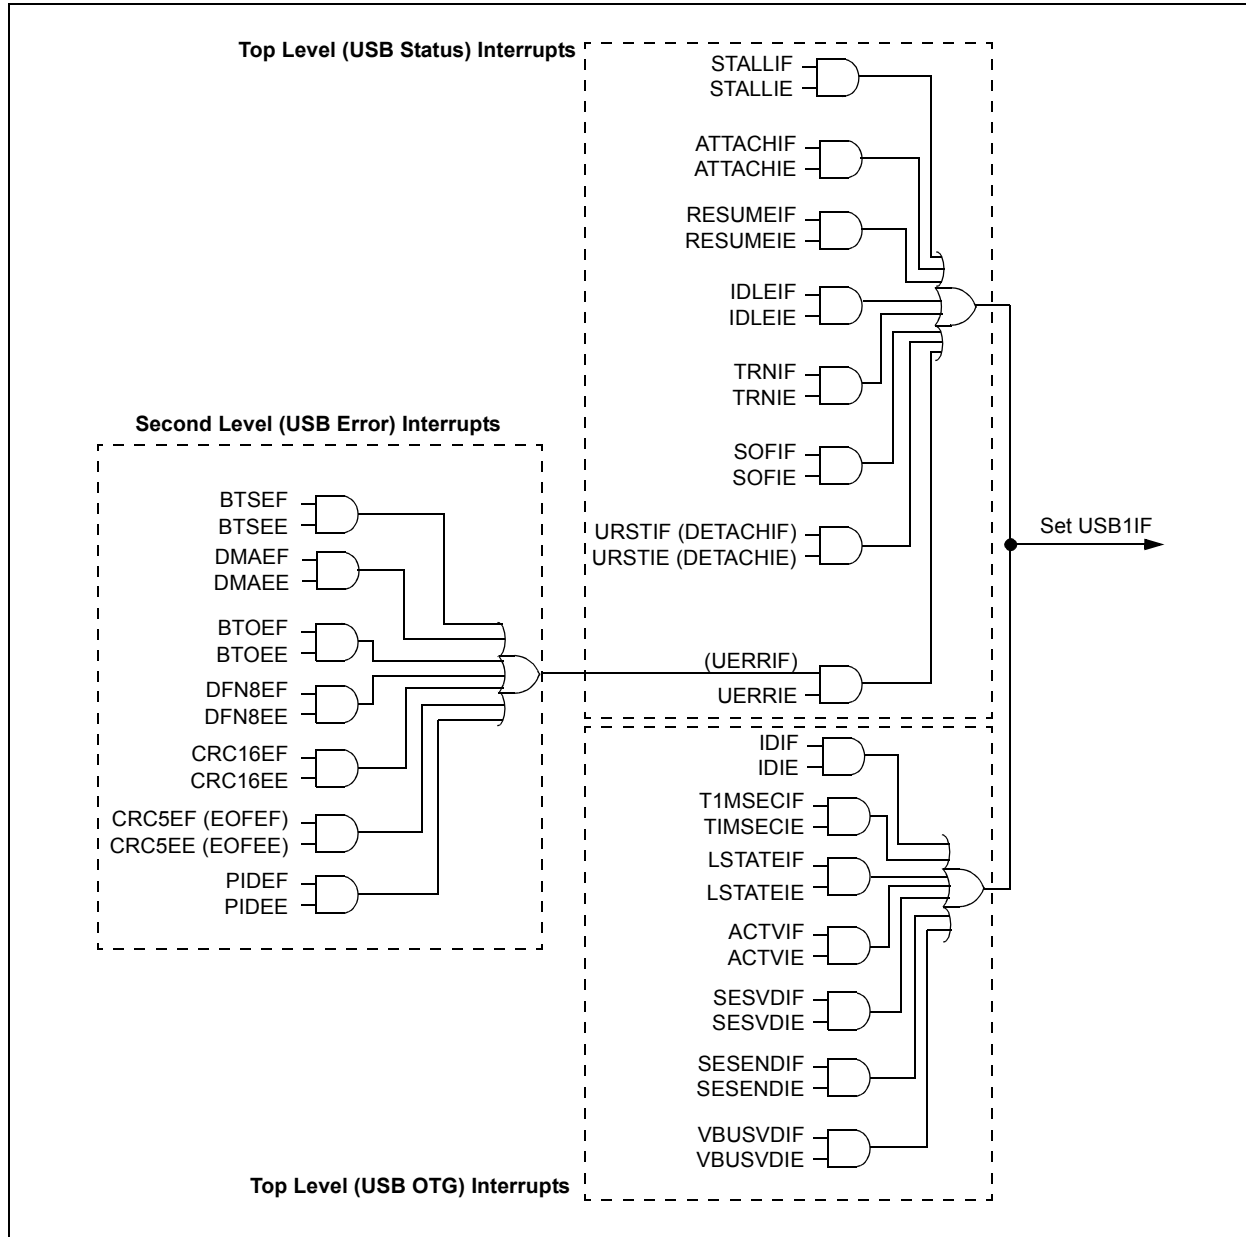 Top Level (USB Status) Interrupts
STALLIF
STALLIE
ATTACHIF
ATTACHIE
RESUMEIF
RESUMEIE
IDLEIF
IDLEIE
TRNIF
TRNIE
SOFIF
SOFIE
URSTIF (DETACHIF)
URSTIE (DETACHIE)
(UERRIF)
UERRIE
Set USB1IF
Second Level (USB Error) Interrupts
BTSEF
BTSEE
DMAEF
DMAEE
BTOEF
BTOEE
DFN8EF
DFN8EE
CRC16EF
CRC16EE
CRC5EF (EOFEF)
CRC5EE (EOFEE)
PIDEF
PIDEE
IDIF
IDIE
T1MSECIF
TIMSECIE
LSTATEIF
LSTATEIE
ACTVIF
ACTVIE
SESVDIF
SESVDIE
SESENDIF
SESENDIE
VBUSVDIF
VBUSVDIE
Top Level (USB OTG) Interrupts